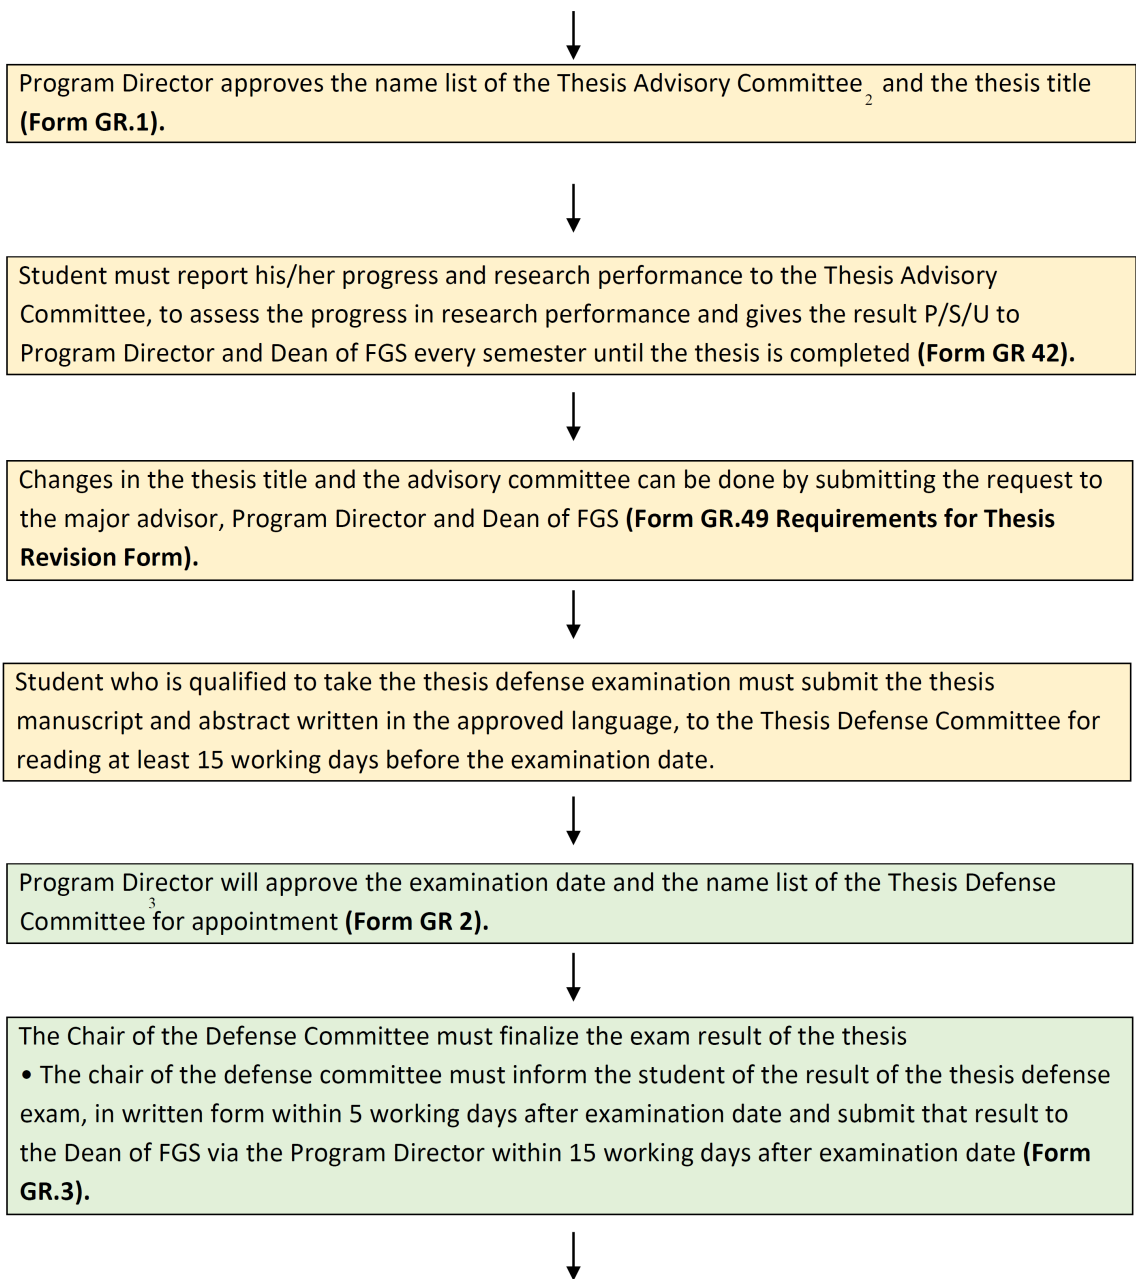 Program Director approves the name list of the Thesis Advisory Committee2 and the thesis title
(Form GR.1).
Student must report his/her progress and research performance to the Thesis Advisory
Committee, to assess the progress in research performance and gives the result P/S/U to
Program Director and Dean of FGS every semester until the thesis is completed (Form GR 42).
Changes in the thesis title and the advisory committee can be done by submitting the request to
the major advisor, Program Director and Dean of FGS (Form GR.49 Requirements for Thesis
Revision Form).
Student who is qualified to take the thesis defense examination must submit the thesis
manuscript and abstract written in the approved language, to the Thesis Defense Committee for
reading at least 15 working days before the examination date.
Program Director will approve the examination date and the name list of the Thesis Defense
Committee3 for appointment (Form GR 2).
The Chair of the Defense Committee must finalize the exam result of the thesis
• The chair of the defense committee must inform the student of the result of the thesis defense
exam, in written form within 5 working days after examination date and submit that result to
the Dean of FGS via the Program Director within 15 working days after examination date (Form
GR.3).